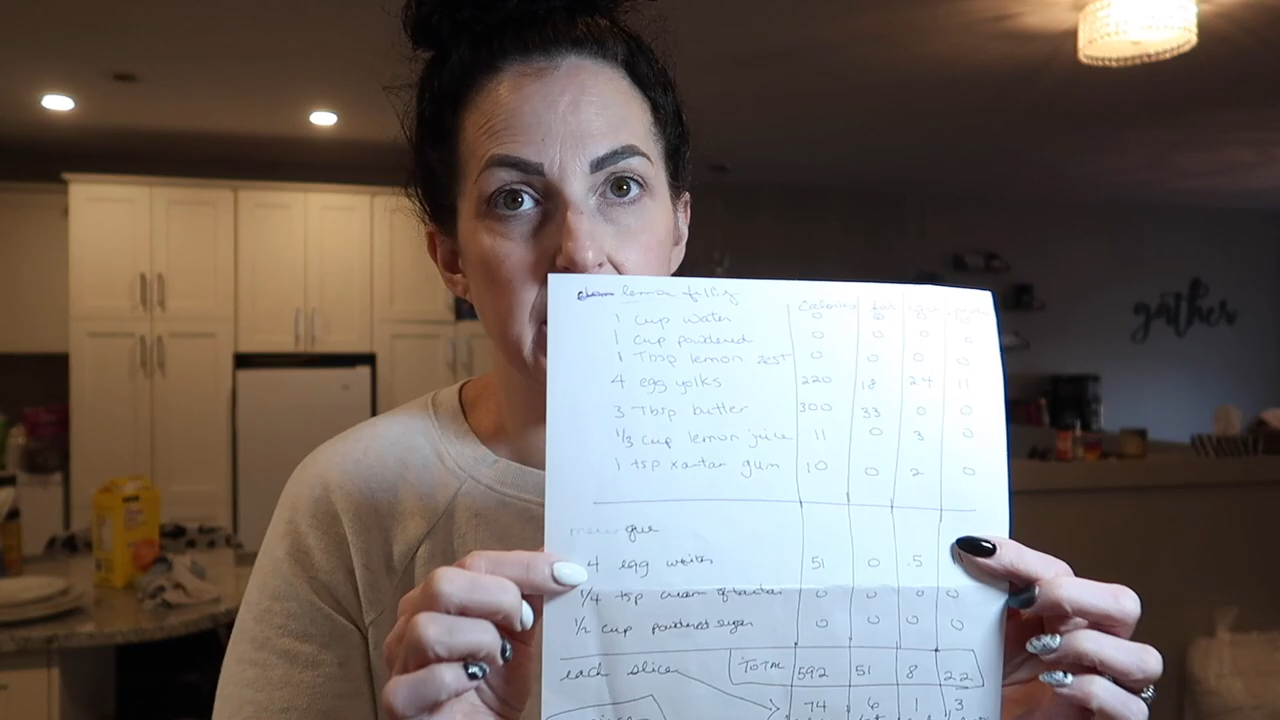 lemon filling calories fat
1 cup water 0 0 0 0
1 cup powdered 0 0 0 0
1 Tbsp lemon zest 0 0 0 0
4 egg yolks 220 18 2.4 11
3 Tbsp butter 300 33 0 0
1/3 cup lemon juice 11 0 3 0
1 tsp xantan gum 10 0 2 0
gather
4 egg whites 51 0 .5
1/4 tsp cream of tartar 0 0 0 0
1/2 cup powdered sugar 0 0 0 0
each slice TOTAL 592 51 8 22
74 6 1 3